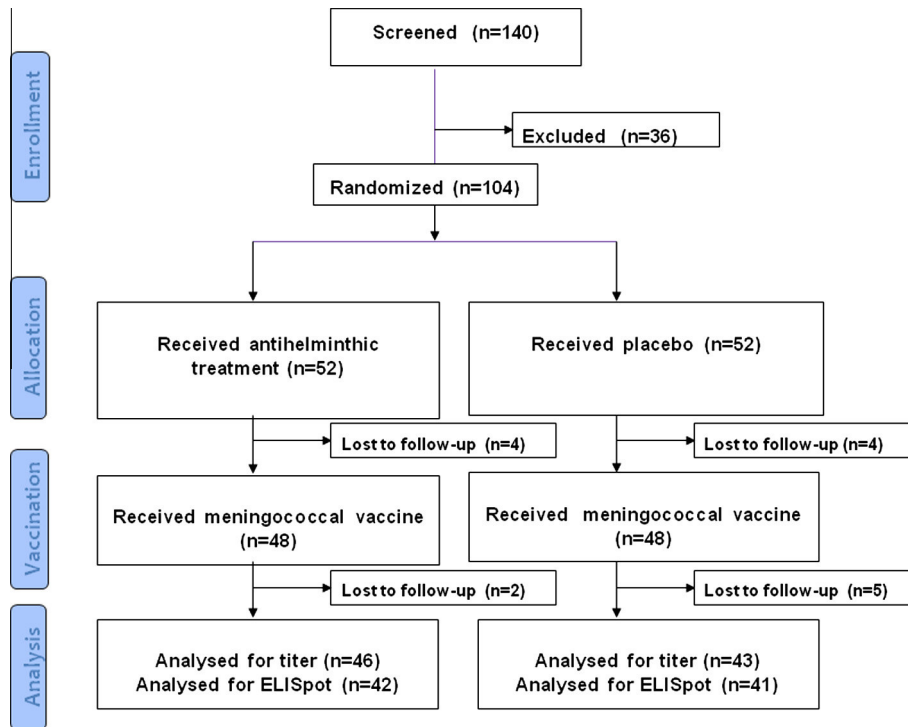 Screened (n=140)
Enrollment
Excluded (n=36)
Randomized (n=104)
Allocation
Received antihelminthic
treatment (n=52)
Received placebo (n=52)
Lost to follow-up (n=4)
Lost to follow-up (n=4)
Vaccination
Received meningococcal vaccine
(n=48)
Received meningococcal vaccine
(n=48)
Lost to follow-up (n=2)
Lost to follow-up (n=5)
Analysis
Analysed for titer (n=46)
Analysed for ELISpot (n=42)
Analysed for titer (n=43)
Analysed for ELISpot (n=41)